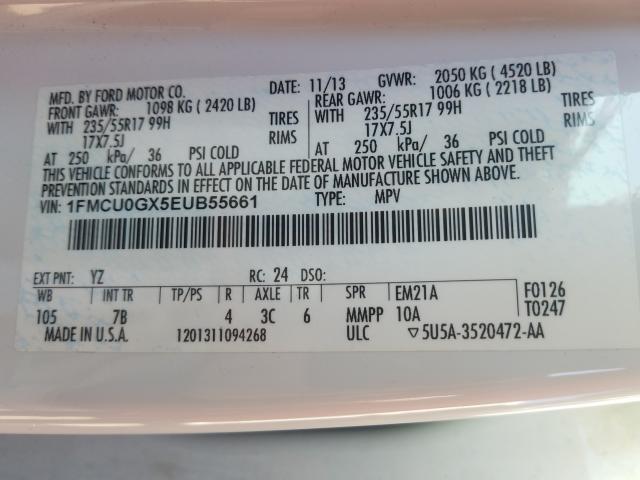 MFD. BY FORD MOTOR CO. DATE: 11/13 GVWR: 2050 KG ( 4520 LB)
FRONT GAWR: 1098 KG ( 2420 LB) REAR GAWR: 1006 KG ( 2218 LB)
WITH 235/55R17 99H TIRES WITH 235/55R17 99H TIRES
17X7.5J RIMS 17X7.5J RIMS
AT 250 kPa/ 36 PSI COLD AT 250 kPa/ 36 PSI COLD
THIS VEHICLE CONFORMS TO ALL APPLICABLE FEDERAL MOTOR VEHICLE SAFETY AND THEFT
PREVENTION STANDARDS IN EFFECT ON THE DATE OF MANUFACTURE SHOWN ABOVE.
VIN: 1FMCU0GX5EUB55661 TYPE: MPV
EXT PNT: YZ RC: 24 DSO:
WB INT TR TP/PS R AXLE TR SPR EM21A F0126
105 7B 4 3C 6 MMPP 10A T0247
MADE IN U.S.A. 1201311094268 ULC ▽5U5A-3520472-AA